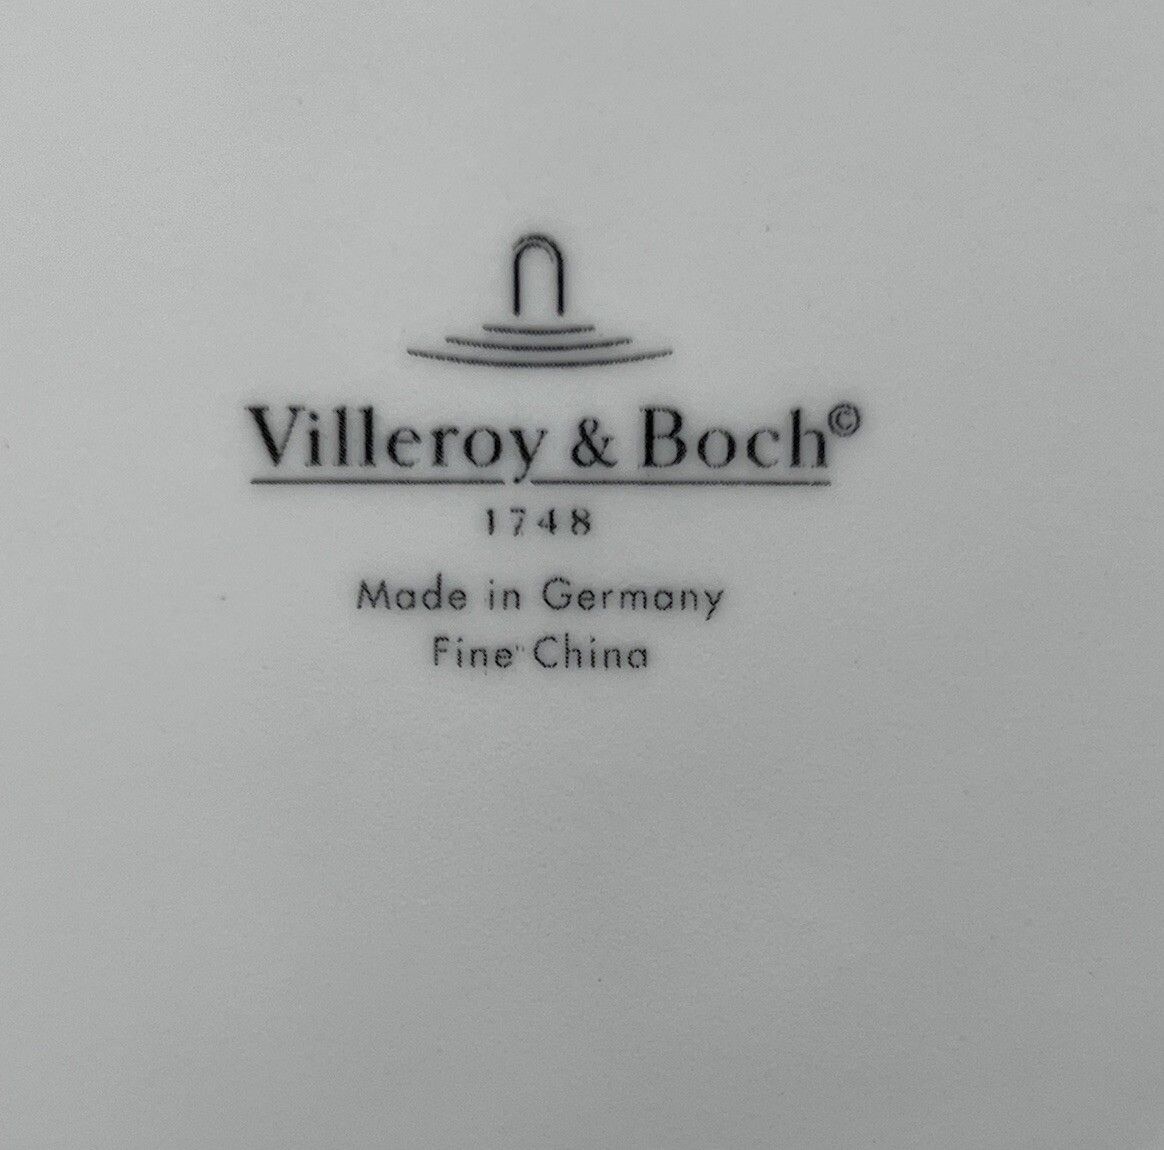 Villeroy & Boch©
1748
Made in Germany
Fine China